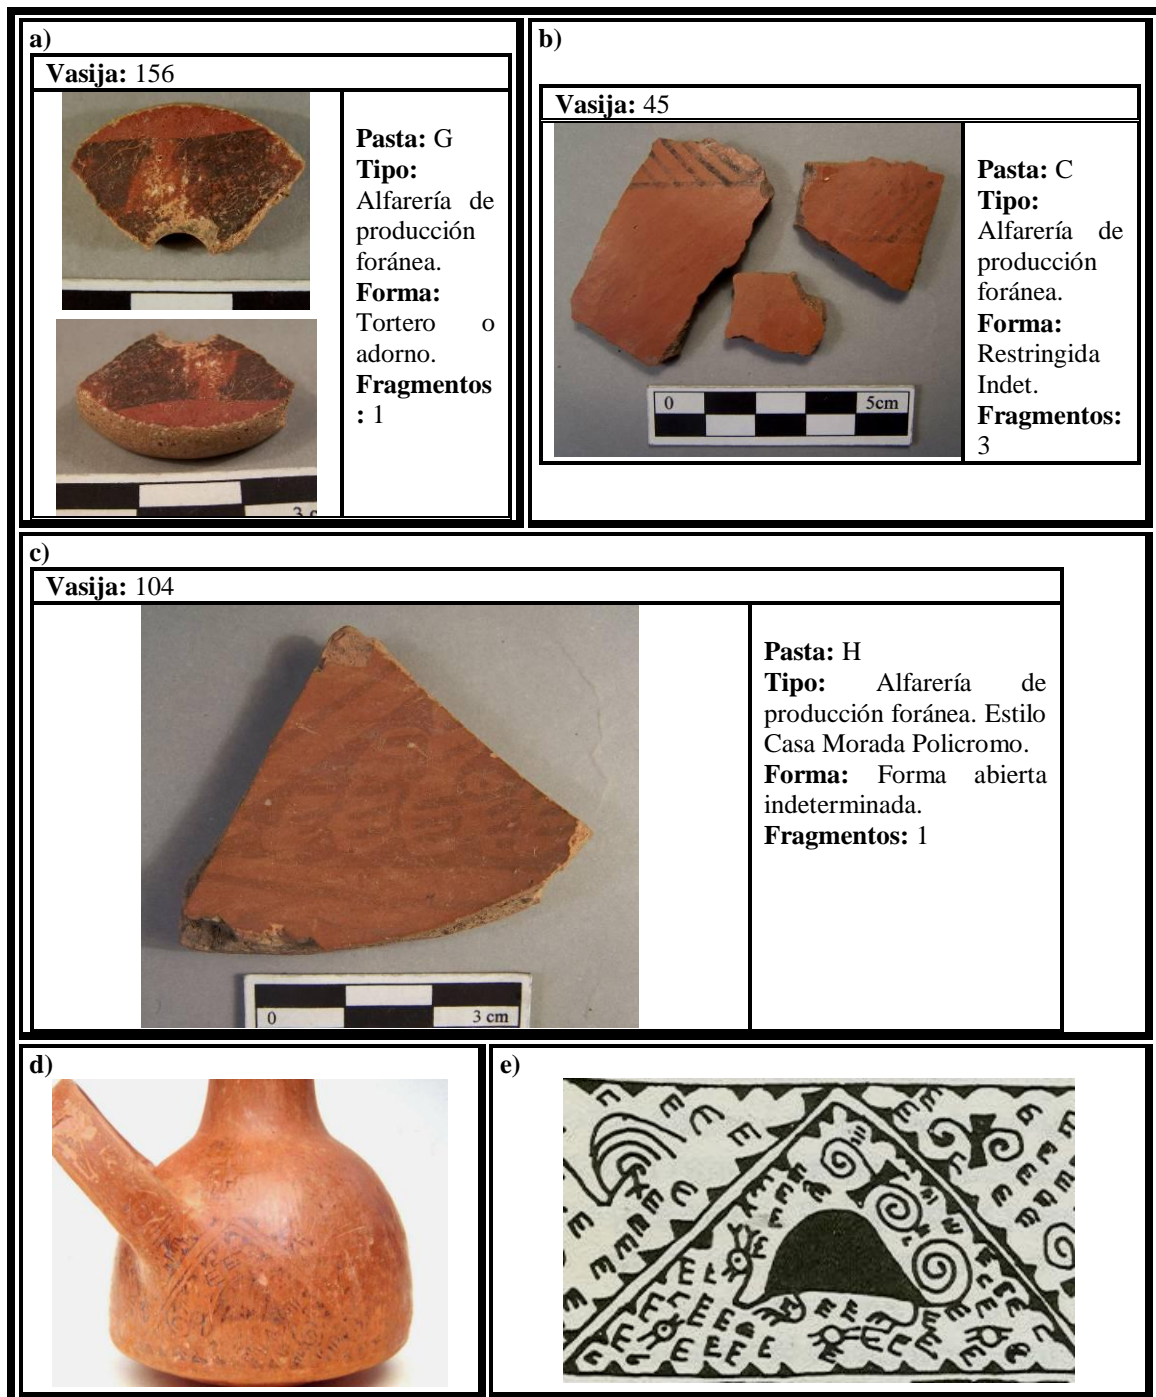 a)
Vasija: 156
Pasta: G
Tipo:
Alfarería de
producción
foránea.
Forma:
Tortero o
adorno.
Fragmentos
: 1
3 c
b)
Vasija: 45
0 5cm
Pasta: C
Tipo:
Alfarería de
producción
foránea.
Forma:
Restringida
Indet.
Fragmentos:
3
c)
Vasija: 104
0 3 cm
Pasta: H
Tipo: Alfarería de
producción foránea. Estilo
Casa Morada Policromo.
Forma: Forma abierta
indeterminada.
Fragmentos: 1
d)
e)